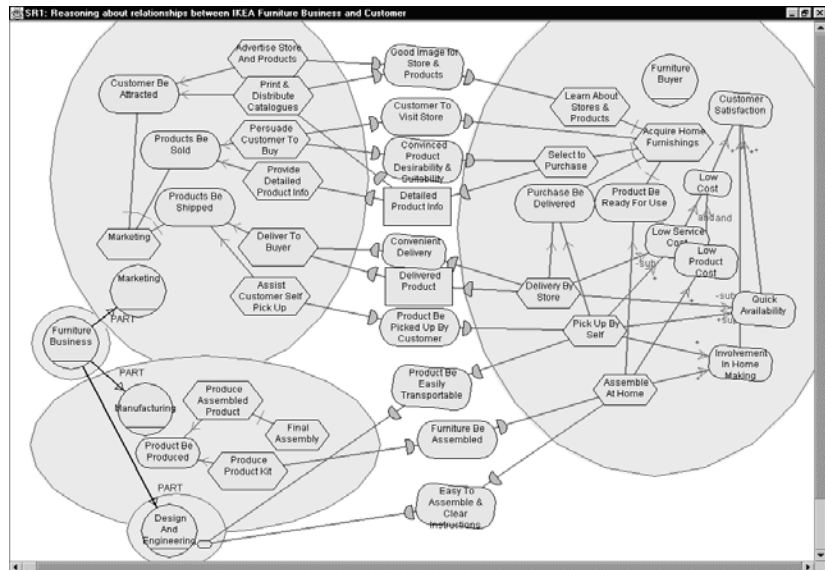 SR1: Reasoning about relationships between IKEA Furniture Business and Customer
Advertise Store
And Products
Customer Be
Attracted
Print &
Distribute
Catalogues
Products Be
Sold
Persuade
Customer To
Buy
Provide
Detailed
Product Info
Products Be
Shipped
Marketing
Deliver To
Buyer
Marketing
Assist
Customer Self
Pick Up
PART
Furniture
Business
PART
Manufacturing
Produce
Assembled
Product
Final
Assembly
Product Be
Produced
Produce
Product Kit
PART
Design
And
Engineering
Good Image for
Store &
Products
Customer To
Visit Store
Convinced
Product
Desirability &
Suitability
Detailed
Product Info
Convenient
Delivery
Delivered
Product
Product Be
Picked Up By
Customer
Product Be
Easily
Transportable
Furniture Be
Assembled
Easy To
Assemble &
Clear
Instructions
Furniture
Buyer
Learn About
Stores &
Products
Customer
Satisfaction
Acquire Home
Furnishings
Select to
Purchase
Purchase Be
Delivered
Product Be
Ready For Use
Low
Cost
and
and
Low Service
Cost
Low
Product
Cost
-sub
Delivery By
Store
-sub
Quick
Availability
+sub
Pick Up By
Self
Involvement
In Home
Making
Assemble
At Home